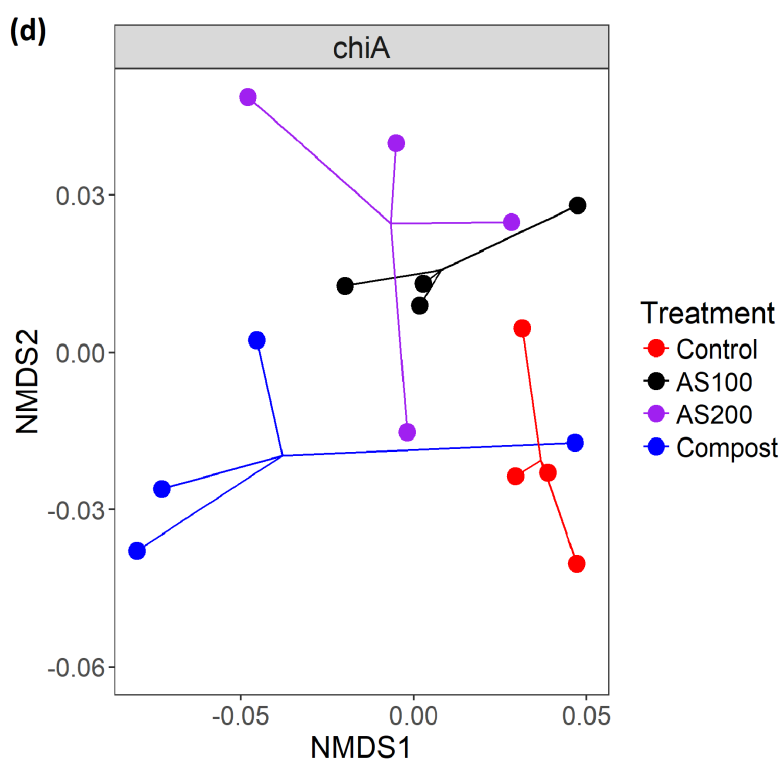 (d)
chiA
0.03
0.00
-0.03
-0.06
NMDS2
-0.05 0.00 0.05
NMDS1
Treatment
Control
AS100
AS200
Compost